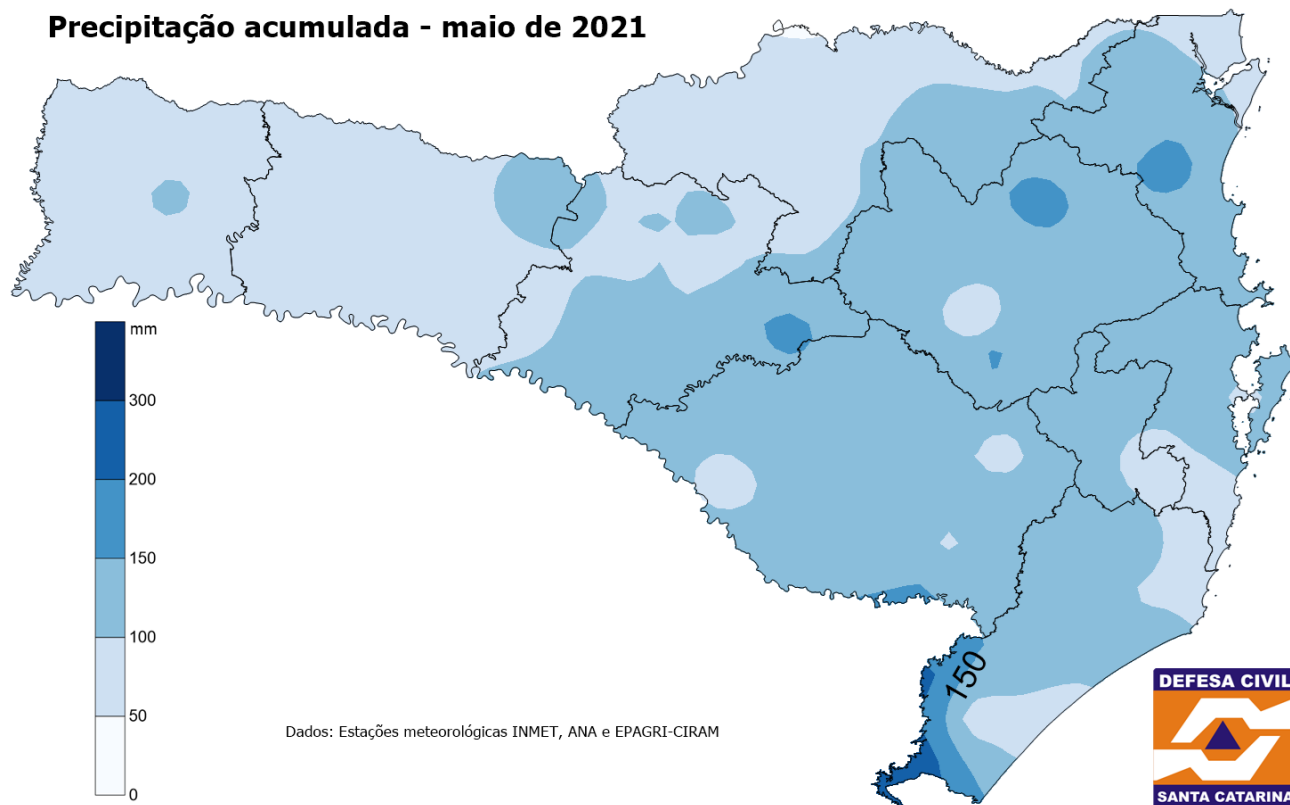 Precipitação acumulada - maio de 2021
mm
300
200
150
100
50
0
150
Dados: Estações meteorológicas INMET, ANA e EPAGRI-CIRAM
DEFESA CIVIL
SANTA CATARINA